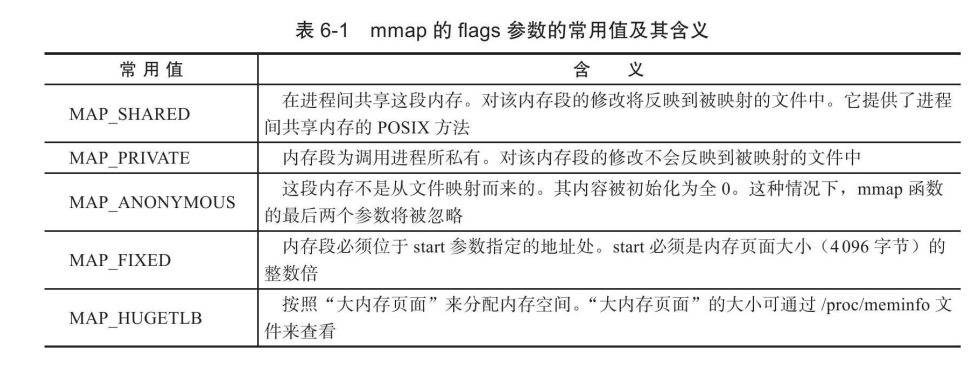 表 6-1 mmap 的 flags 参数的常用值及其含义
常 用 值 含 义
MAP_SHARED 在进程间共享这段内存。对该内存段的修改将反映到被映射的文件中。它提供了进程
间共享内存的 POSIX 方法
MAP_PRIVATE 内存段为调用进程所私有。对该内存段的修改不会反映到被映射的文件中
MAP_ANONYMOUS 这段内存不是从文件映射而来的。其内容被初始化为全 0。这种情况下，mmap 函数
的最后两个参数将被忽略
MAP_FIXED 内存段必须位于 start 参数指定的地址处。start 必须是内存页面大小（4096 字节）的
整数倍
MAP_HUGETLB 按照“大内存页面”来分配内存空间。“大内存页面”的大小可通过 /proc/meminfo 文
件来查看